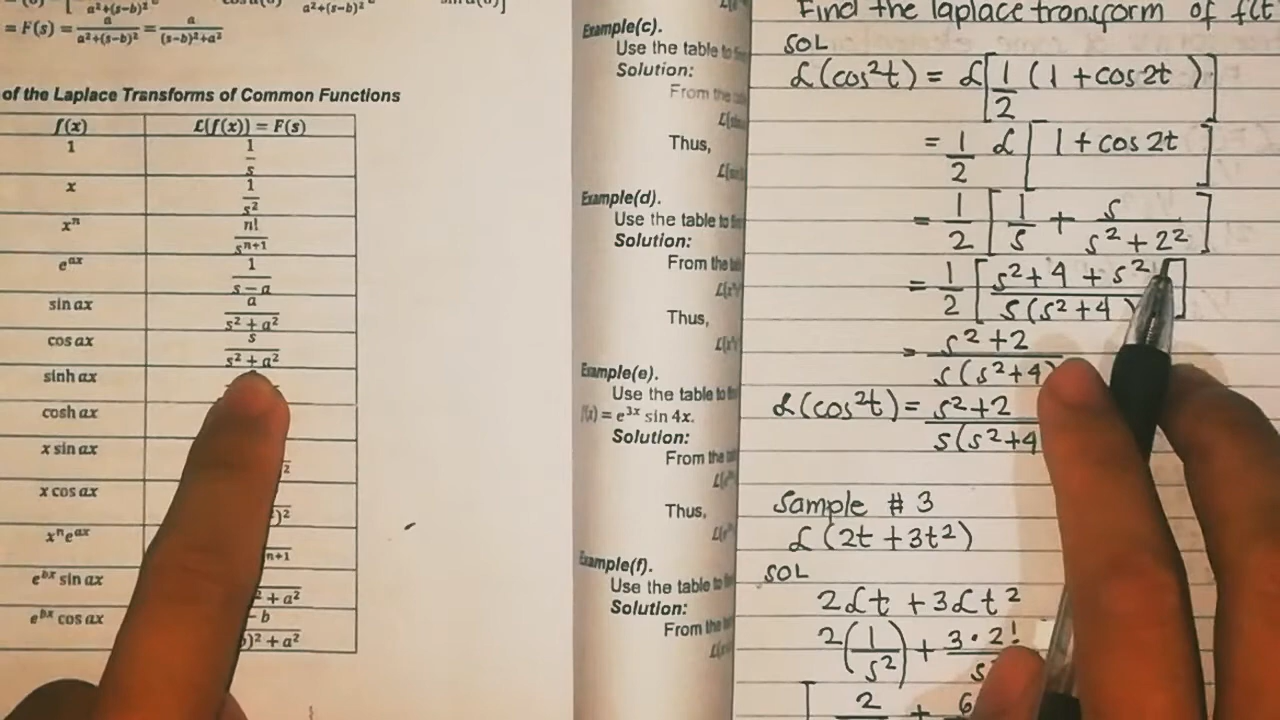 = F(s) = a/(a²+(s−b)²) = a/((s−b)²+a²)
of the Laplace Transforms of Common Functions
f(x) ℒ(f(x)) = F(s)
1 1/s
x 1/s²
xⁿ n!/sⁿ⁺¹
eᵃˣ 1/(s − a)
sin ax a/(s² + a²)
cos ax s/(s² + a²)
sinh ax
cosh ax
x sin ax
x cos ax
xⁿeᵃˣ
eᵇˣ sin ax
eᵇˣ cos ax
Example(c).
Use the table to
Solution:
From the
Thus,
Example(d).
Use the table to
Solution:
From the
Thus,
Example(e).
Use the table to
f(x) = e³ˣ sin 4x.
Solution:
From the
Thus,
Example(f).
Use the table to
Solution:
From the
Find the laplace transform of f(t
SOL
ℒ(cos²t) = ℒ[1/2 (1 + cos 2t )]
= 1/2 ℒ [ 1 + cos 2t ]
= 1/2 [1/s + s/(s² + 2²)]
= 1/2 [(s² + 4 + s²)/(s(s² + 4)]
= (s² + 2)/(s(s² + 4)
ℒ(cos²t) = (s² + 2)/(s(s² + 4
Sample # 3
ℒ(2t + 3t²)
SOL
2ℒt + 3ℒt²
2(1/s²) + 3 · 2!/s
[2 + 6